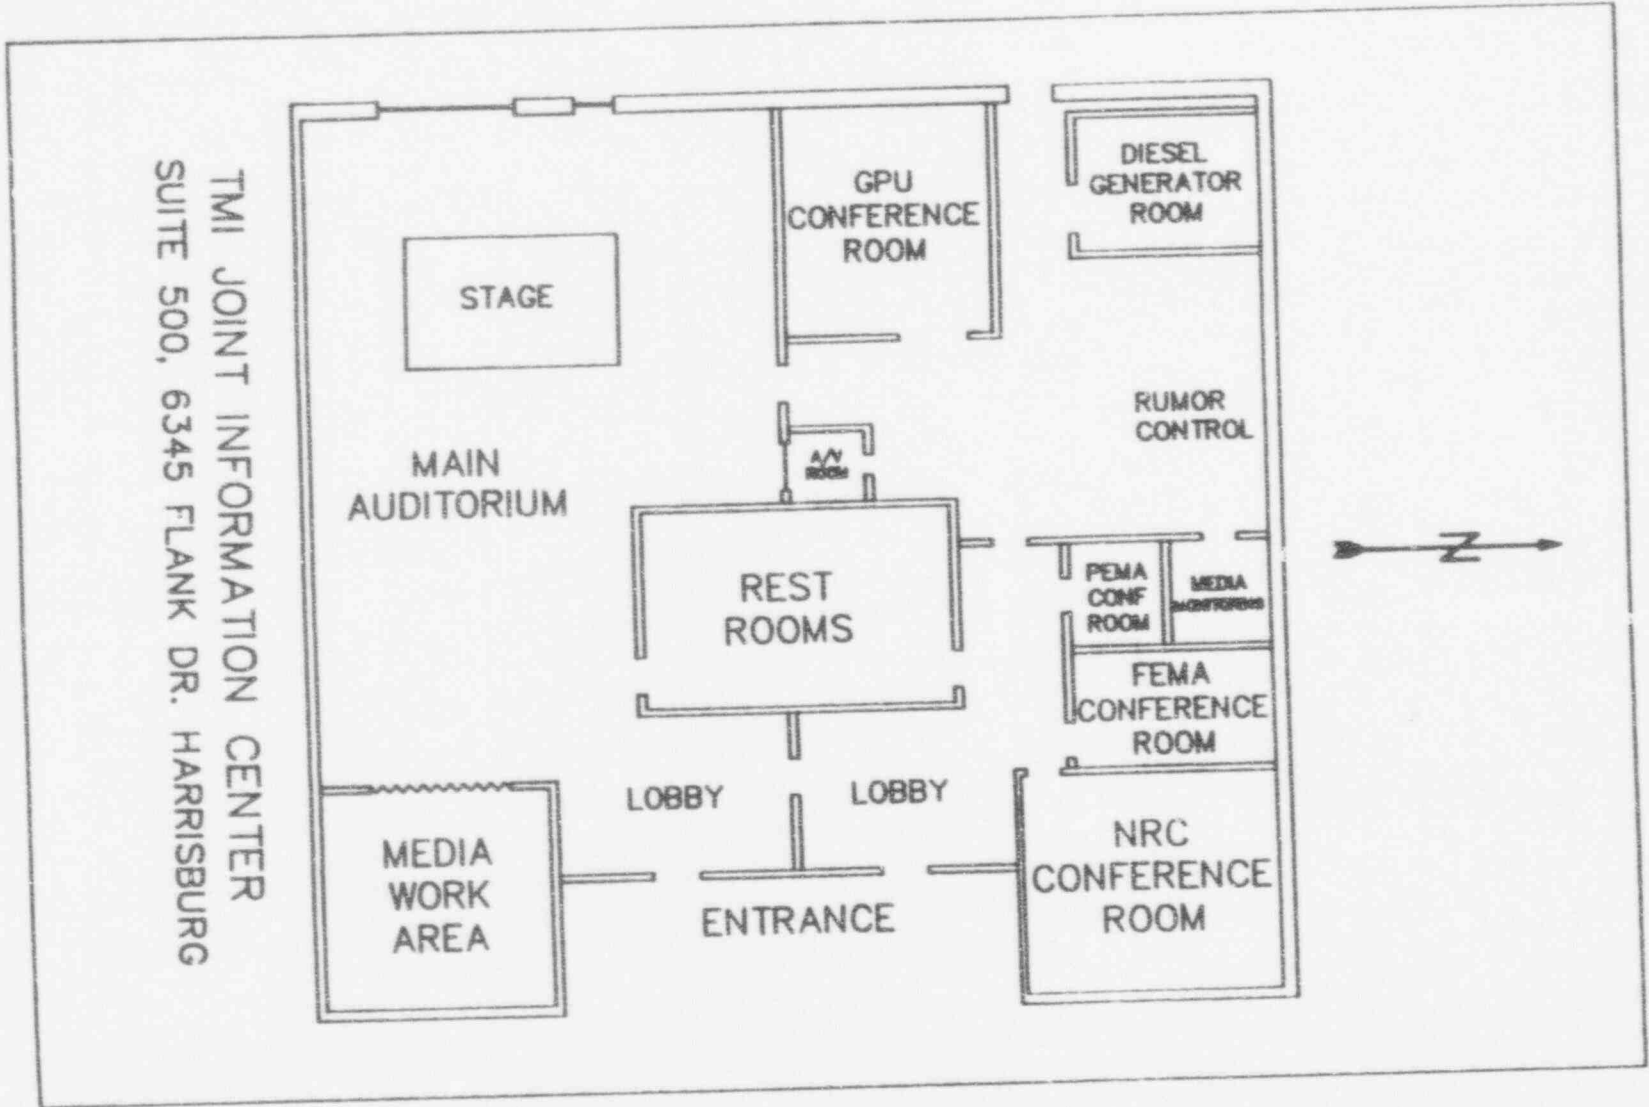 TMI JOINT INFORMATION CENTER
SUITE 500, 6345 FLANK DR. HARRISBURG
DIESEL
GENERATOR
ROOM
GPU
CONFERENCE
ROOM
STAGE
RUMOR
CONTROL
MAIN
AUDITORIUM
A/V
ROOM
REST
ROOMS
PEMA
CONF
ROOM
MEDIA
MONITORING
FEMA
CONFERENCE
ROOM
LOBBY
LOBBY
MEDIA
WORK
AREA
ENTRANCE
NRC
CONFERENCE
ROOM
N